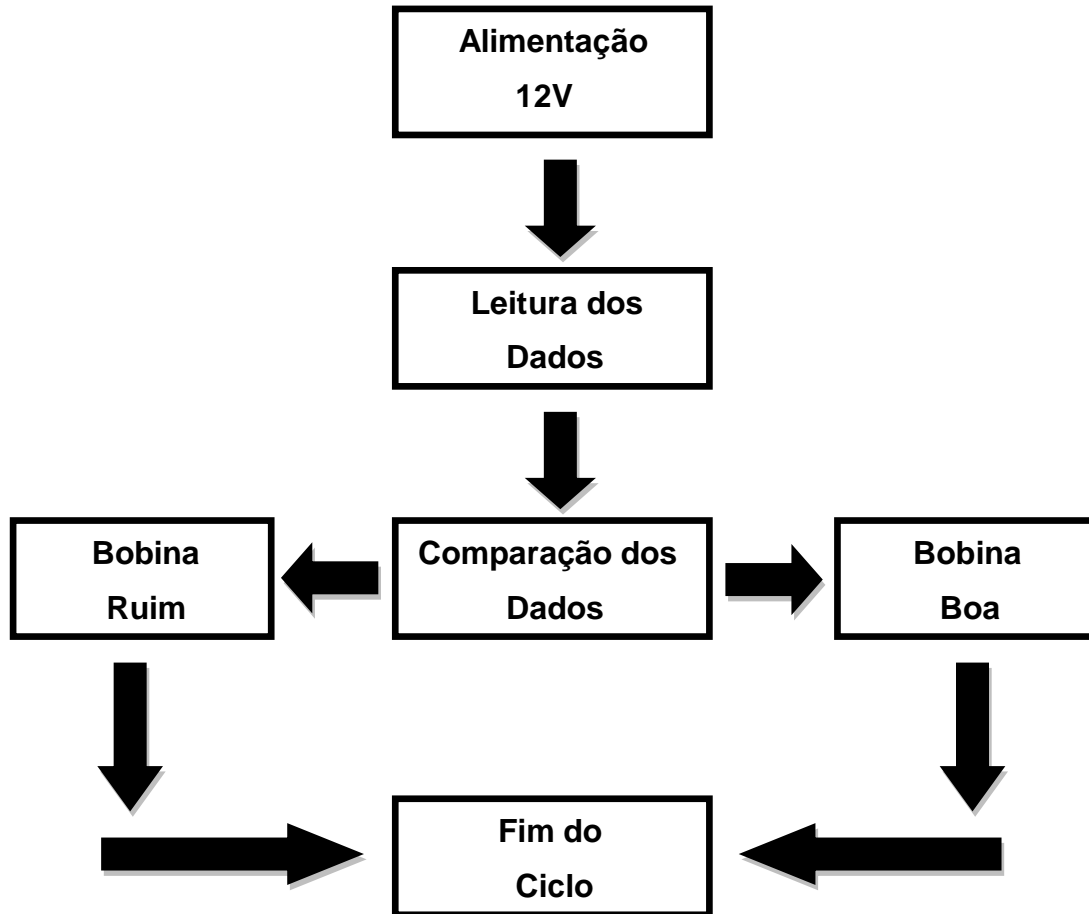 Alimentação
12V
Leitura dos
Dados
Bobina
Ruim
Comparação dos
Dados
Bobina
Boa
Fim do
Ciclo